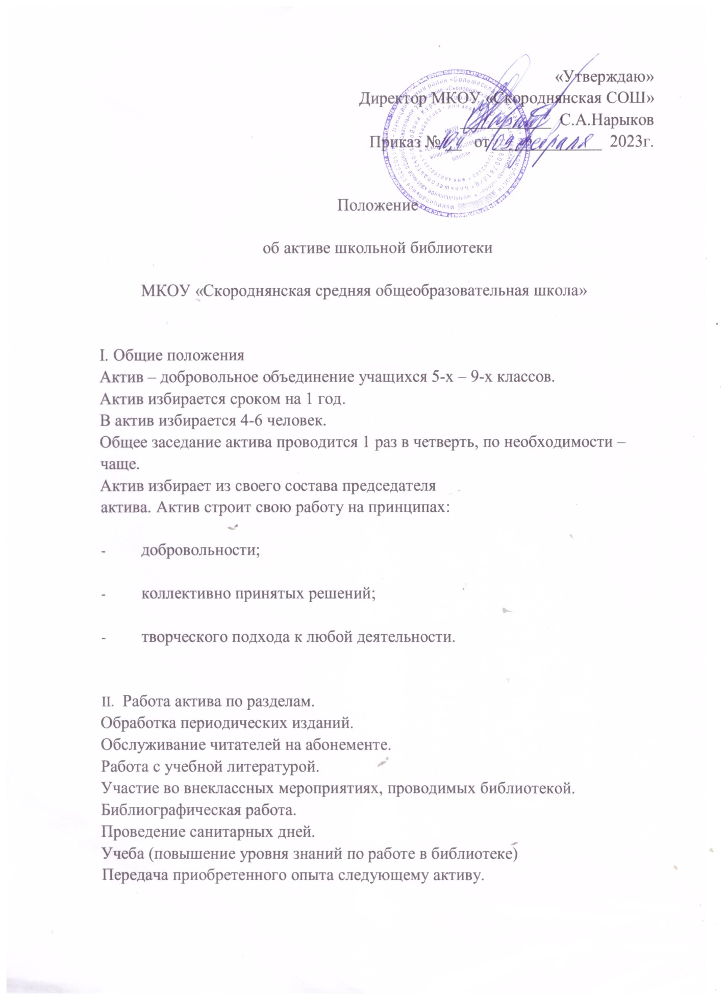 «Утверждаю»
Директор МКОУ «Скороднянская СОШ»
С.А.Нарыков
Приказ № от 09 февраля 2023г.
Положение
об активе школьной библиотеки
МКОУ «Скороднянская средняя общеобразовательная школа»
I. Общие положения
Актив – добровольное объединение учащихся 5-х – 9-х классов.
Актив избирается сроком на 1 год.
В актив избирается 4-6 человек.
Общее заседание актива проводится 1 раз в четверть, по необходимости –
чаще.
Актив избирает из своего состава председателя
актива. Актив строит свою работу на принципах:
- добровольности;
- коллективно принятых решений;
- творческого подхода к любой деятельности.
II. Работа актива по разделам.
Обработка периодических изданий.
Обслуживание читателей на абонементе.
Работа с учебной литературой.
Участие во внеклассных мероприятиях, проводимых библиотекой.
Библиографическая работа.
Проведение санитарных дней.
Учеба (повышение уровня знаний по работе в библиотеке)
Передача приобретенного опыта следующему активу.